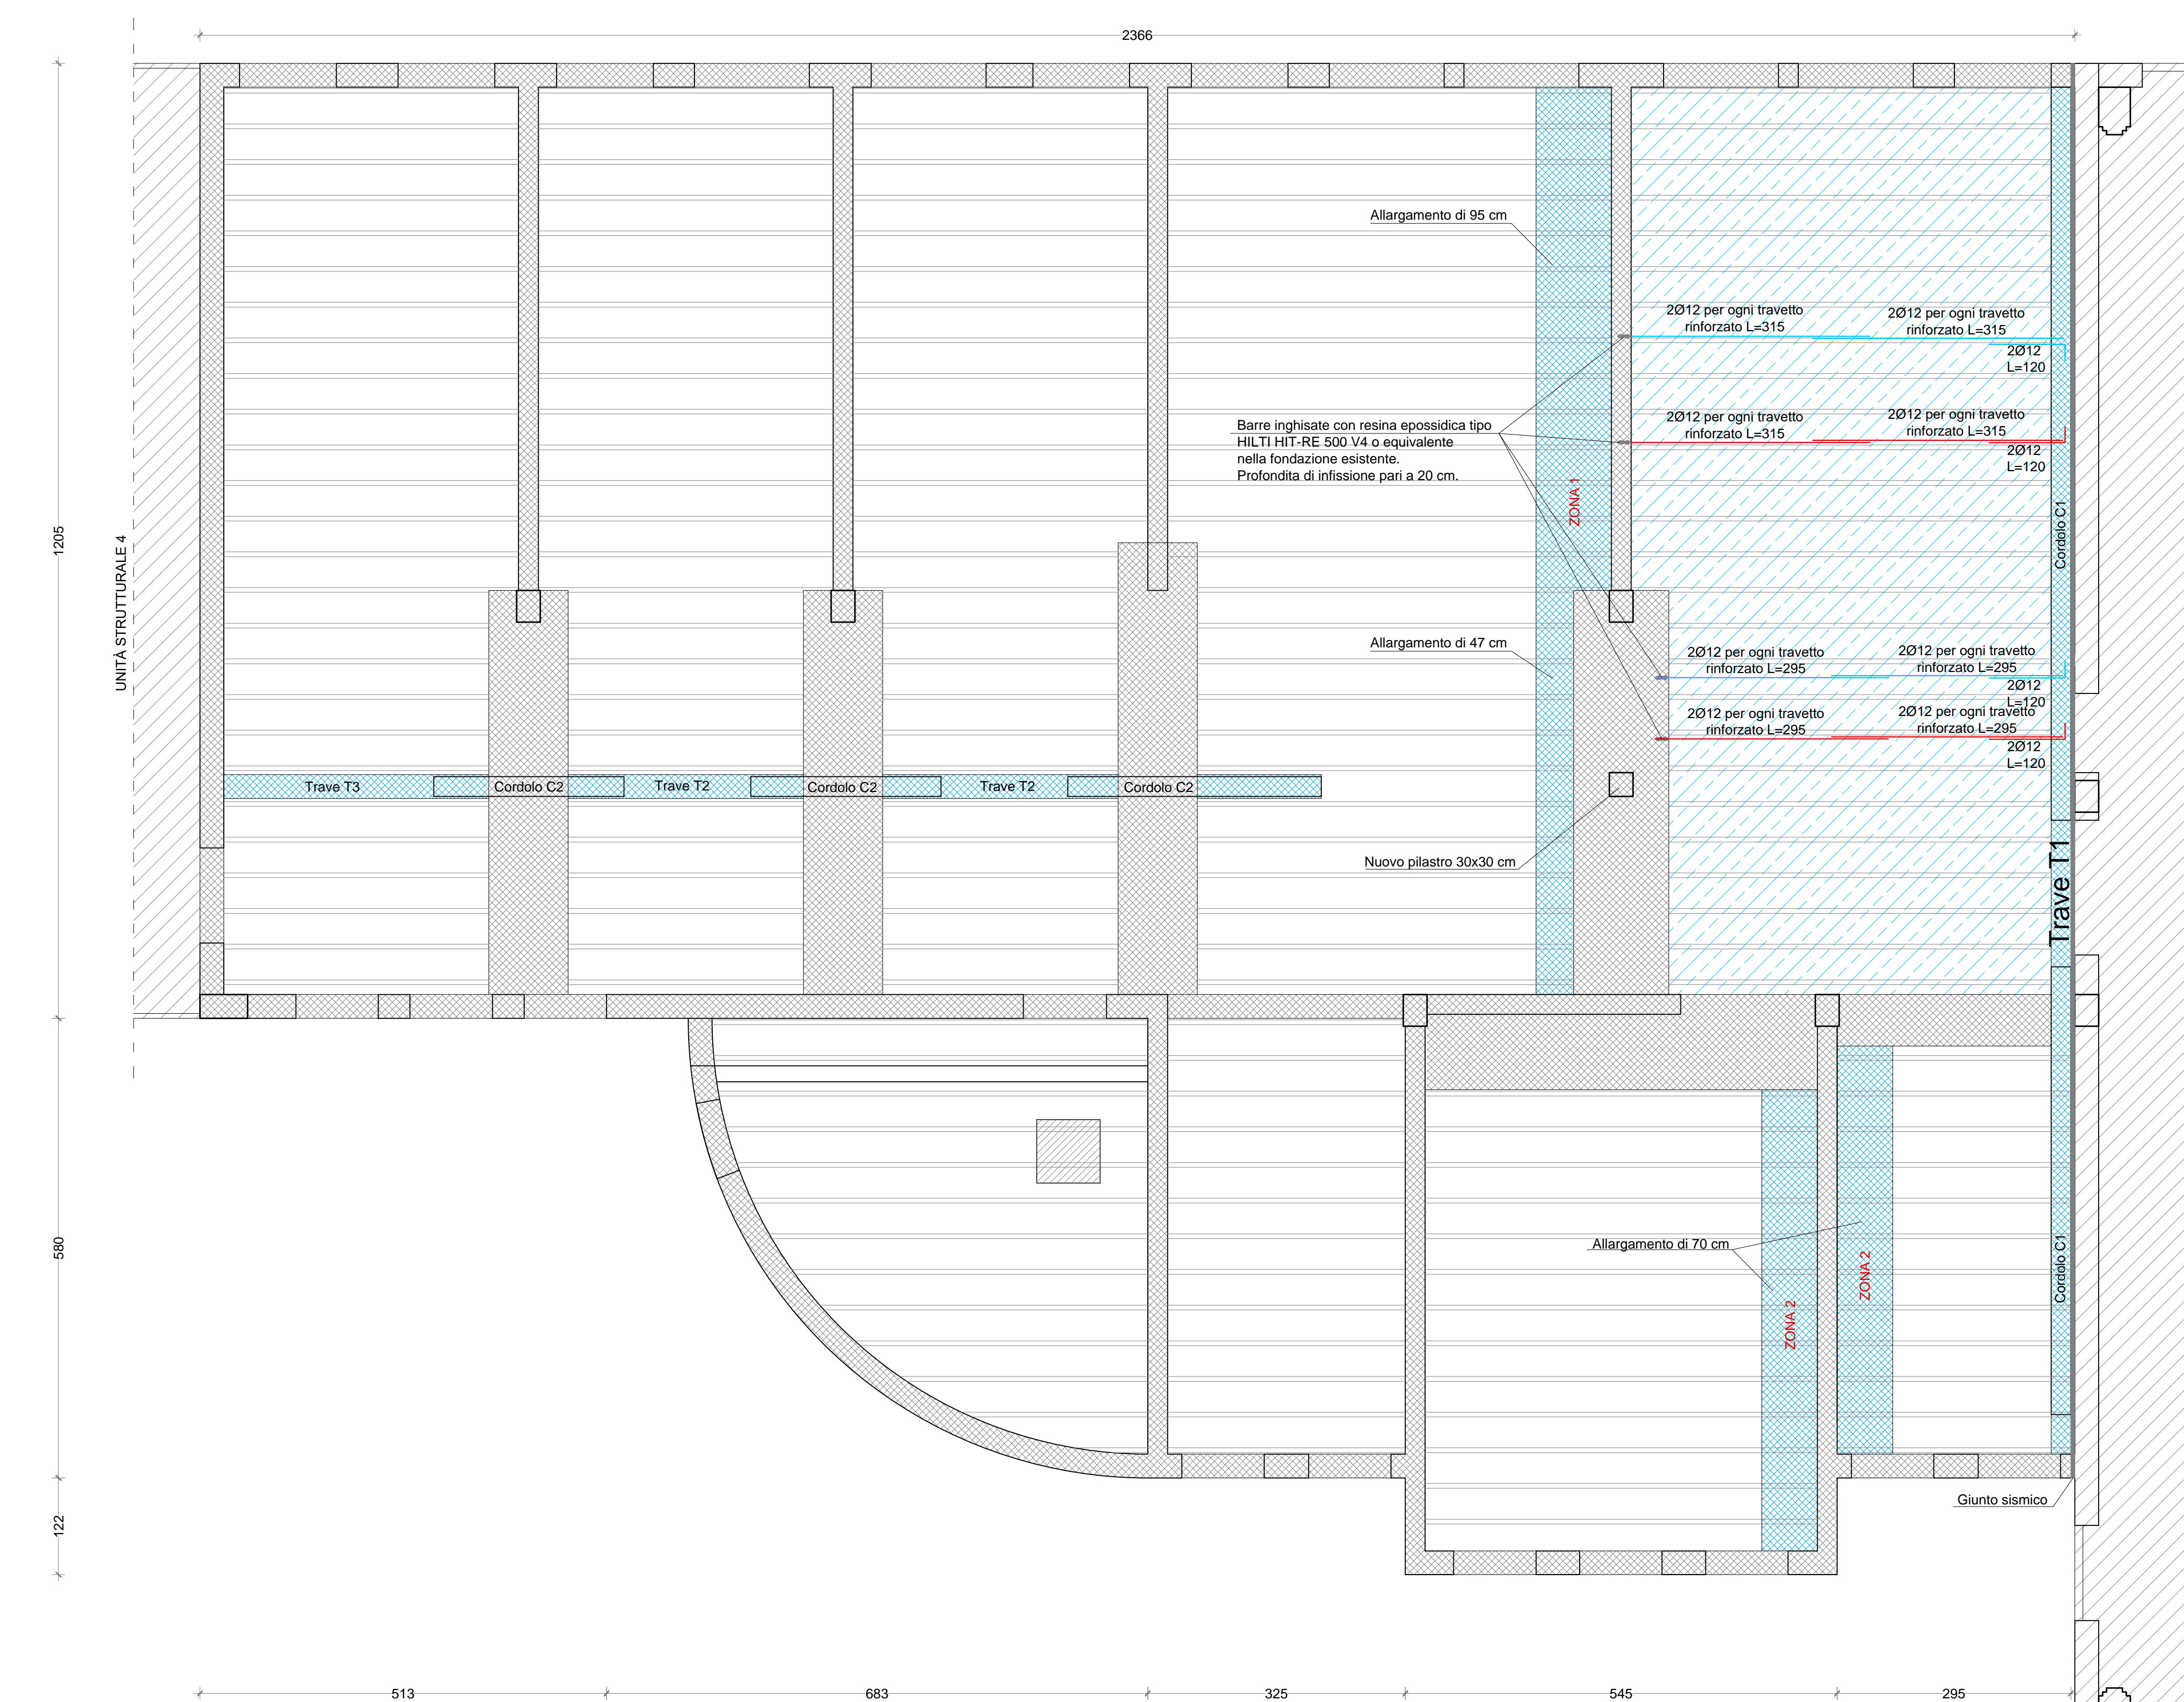 2366
Allargamento di 95 cm
2Ø12 per ogni travetto
rinforzato L=315
2Ø12 per ogni travetto
rinforzato L=315
2Ø12
L=120
Barre inghisate con resina epossidica tipo
HILTI HIT-RE 500 V4 o equivalente
nella fondazione esistente.
Profondita di infissione pari a 20 cm.
2Ø12 per ogni travetto
rinforzato L=315
2Ø12 per ogni travetto
rinforzato L=315
2Ø12
L=120
ZONA 1
Cordolo C1
1205
UNITÀ STRUTTURALE 4
Allargamento di 47 cm
2Ø12 per ogni travetto
rinforzato L=295
2Ø12 per ogni travetto
rinforzato L=295
2Ø12
L=120
2Ø12 per ogni travetto
rinforzato L=295
2Ø12 per ogni travetto
rinforzato L=295
2Ø12
L=120
Trave T3
Cordolo C2
Trave T2
Cordolo C2
Trave T2
Cordolo C2
Nuovo pilastro 30x30 cm
Trave T1
580
Allargamento di 70 cm
ZONA 2
ZONA 2
Cordolo C1
Giunto sismico
122
513
683
325
545
295